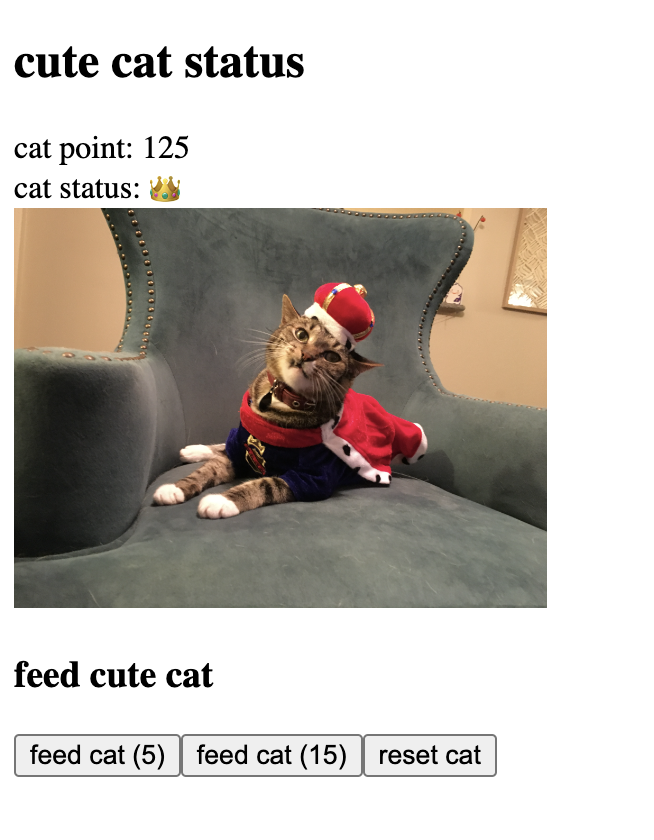 cute cat status
cat point: 125
cat status: 👑
feed cute cat
feed cat (5) feed cat (15) reset cat